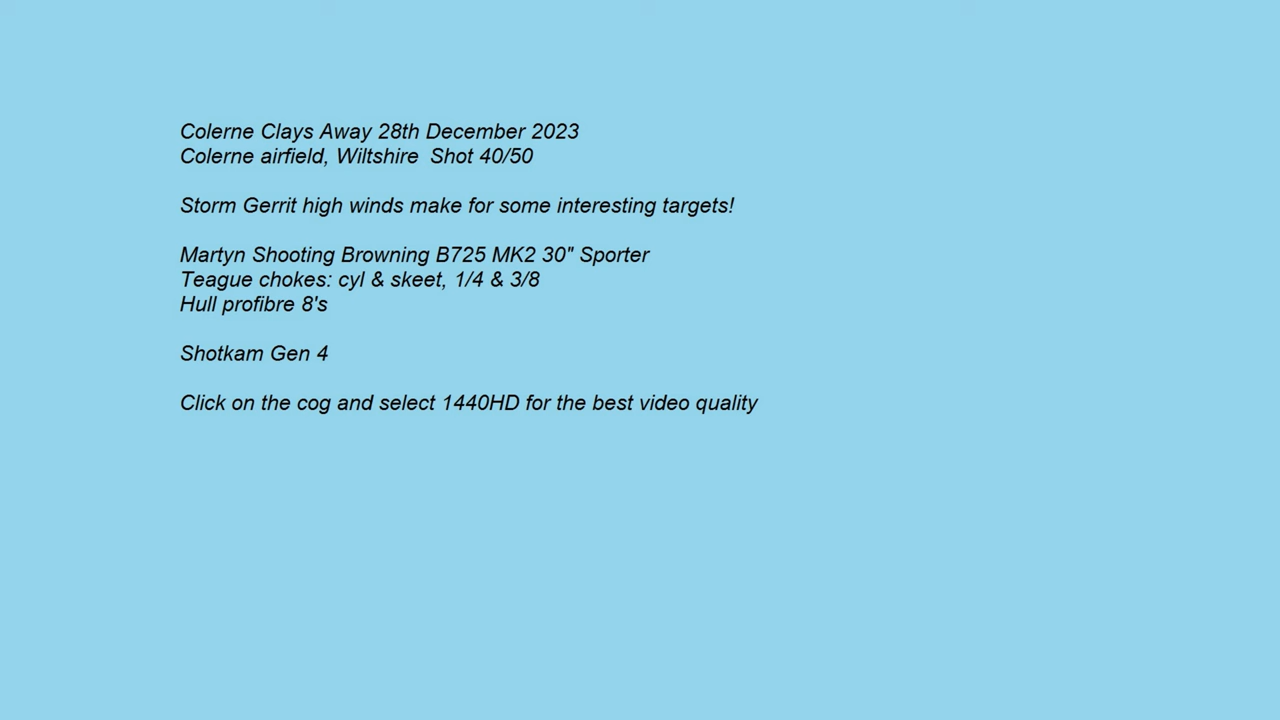 Colerne Clays Away 28th December 2023
Colerne airfield, Wiltshire  Shot 40/50
Storm Gerrit high winds make for some interesting targets!
Martyn Shooting Browning B725 MK2 30" Sporter
Teague chokes: cyl & skeet, 1/4 & 3/8
Hull profibre 8's
Shotkam Gen 4
Click on the cog and select 1440HD for the best video quality